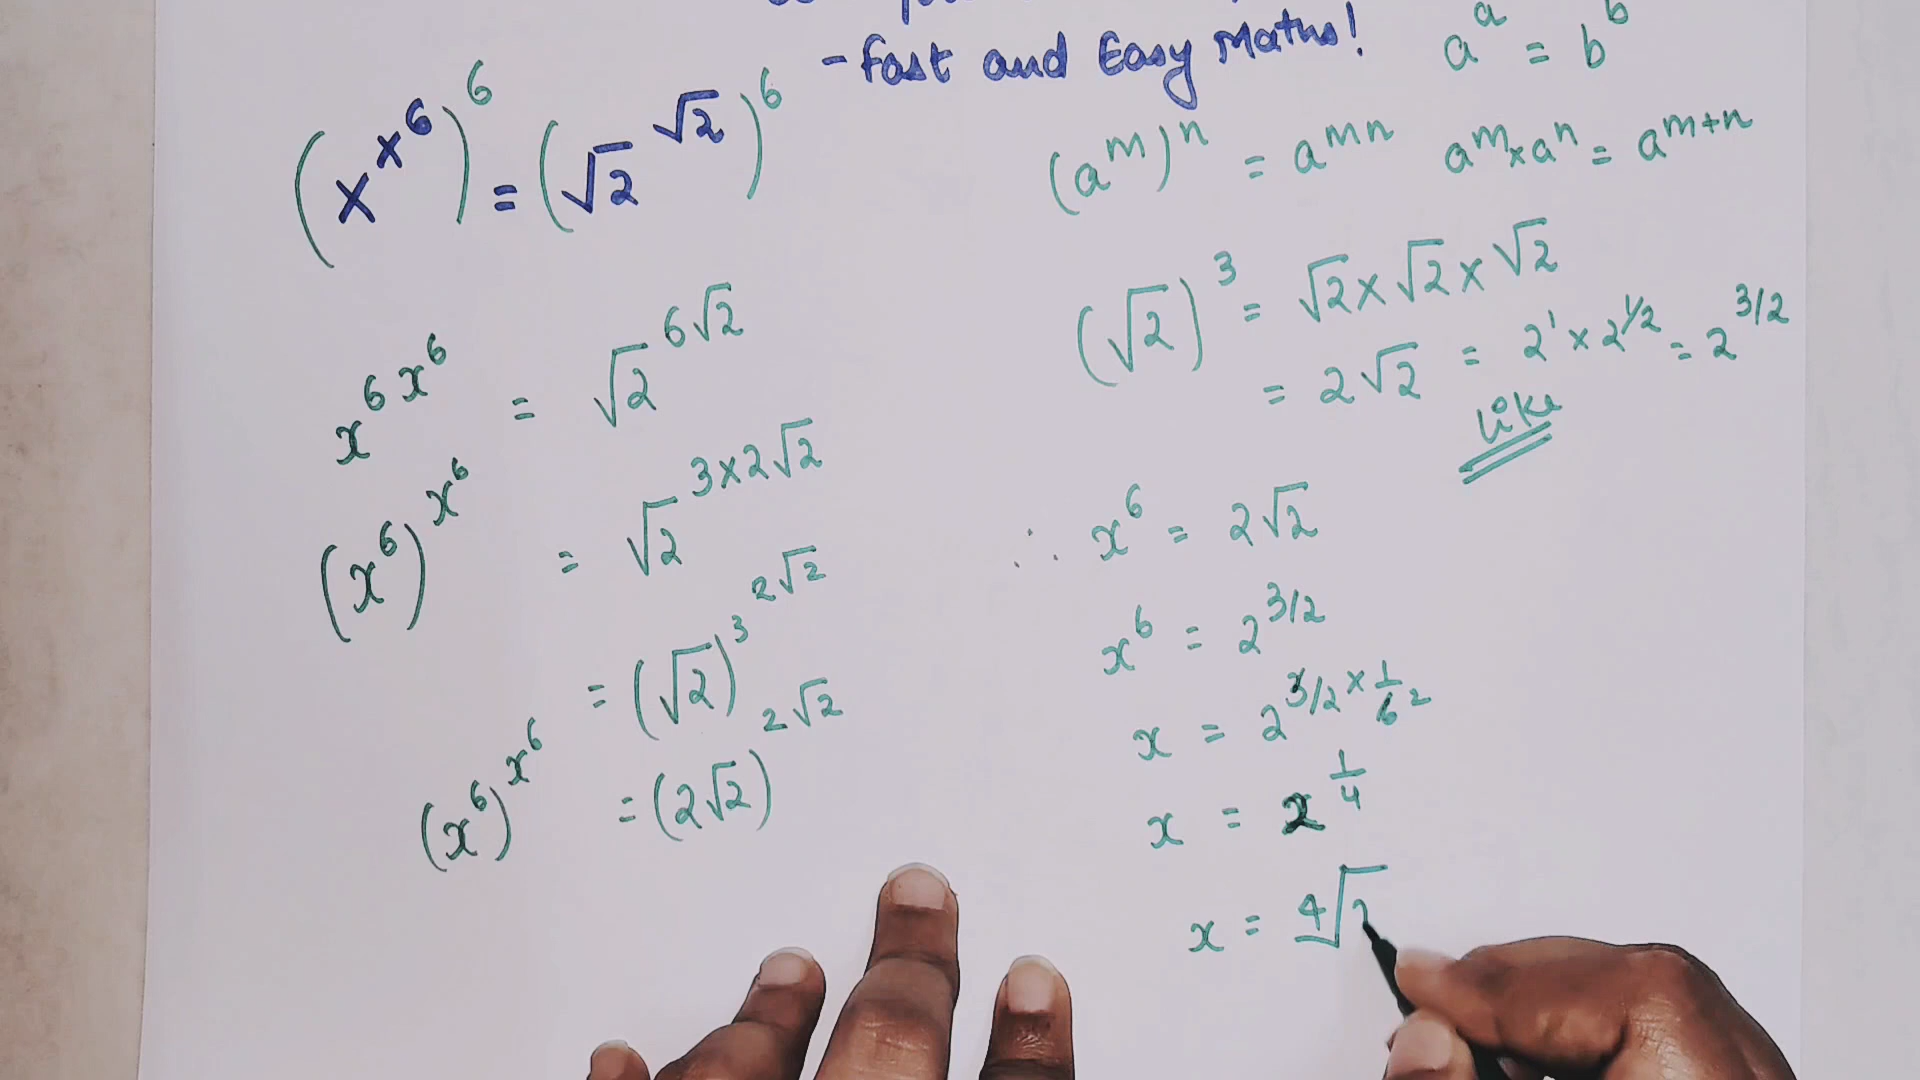 - Fast and Easy Maths!
a^a = b^b
(x^x^6)^6 = (√2^√2)^6
(a^m)^n = a^mn a^m × a^n = a^m+n
x^6x^6 = √2^6√2
(x^6)^x^6 = √2^3×2√2
= (√2)^3^2√2
(x^6)^x^6 = (2√2)^2√2
(√2)^3 = √2 × √2 × √2
= 2√2 = 2^1 × 2^1/2 = 2^3/2
Like
∴ x^6 = 2√2
x^6 = 2^3/2
x = 2^3/2 × 1/6 2
x = 2^1/4
x = ∜2